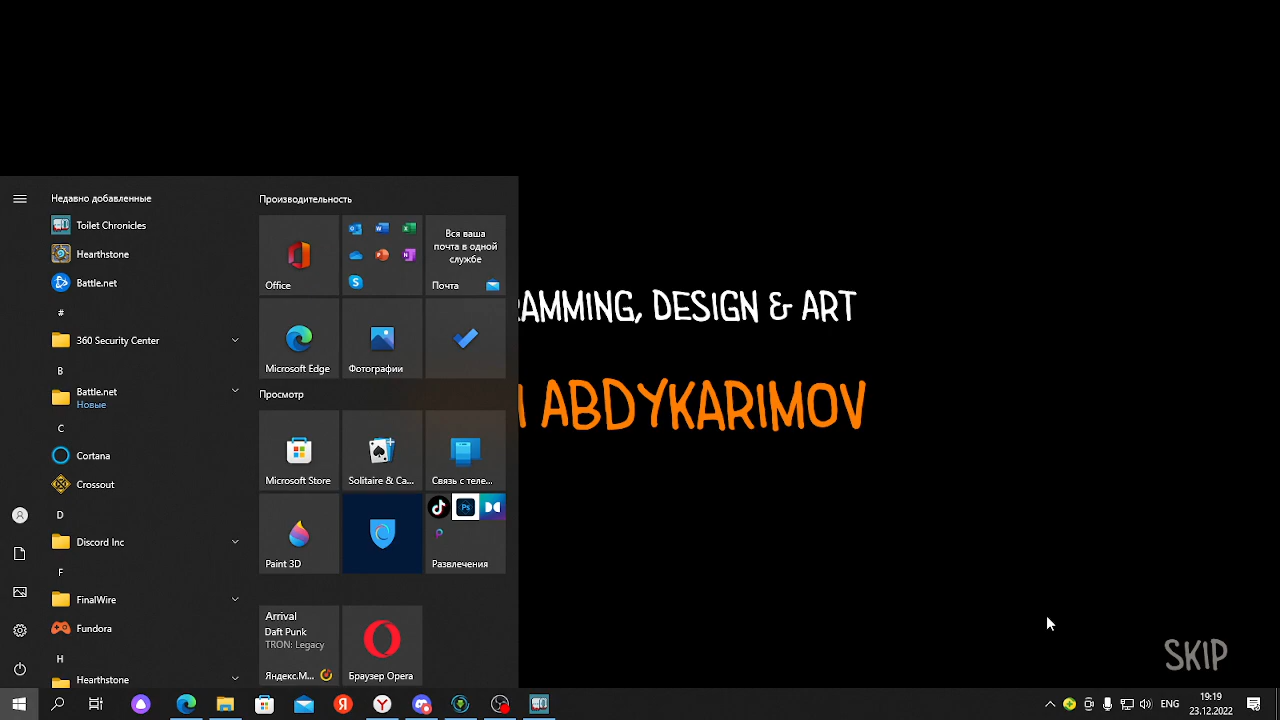 Недавно добавленные
Toilet Chronicles
Hearthstone
Battle.net
#
360 Security Center
B
Battle.net
Новые
C
Cortana
Crossout
D
Discord Inc
F
FinalWire
Fundora
H
Hearthstone
Производительность
Office
Вся ваша
почта в одной
службе
Почта
Microsoft Edge
Фотографии
Просмотр
Microsoft Store
Solitaire & Ca...
Связь с теле...
Paint 3D
Ps
Развлечения
Arrival
Daft Punk
TRON: Legacy
Яндекс.М...
Браузер Opera
RAMMING, DESIGN & ART
ABDYKARIMOV
SKIP
Я
Y
ENG
19:19
23.12.2022